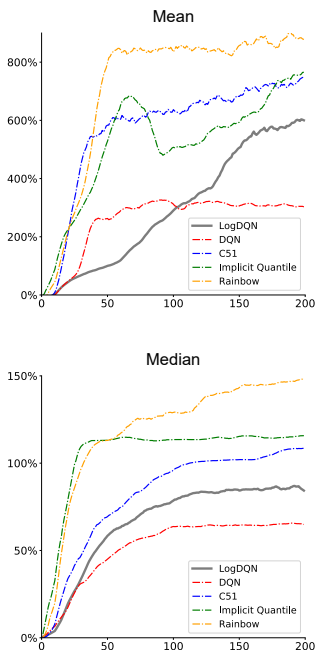 Mean
800%
600%
400%
200%
0%
0 50 100 150 200
LogDQN
DQN
C51
Implicit Quantile
Rainbow
Median
150%
100%
50%
0%
0 50 100 150 200
LogDQN
DQN
C51
Implicit Quantile
Rainbow